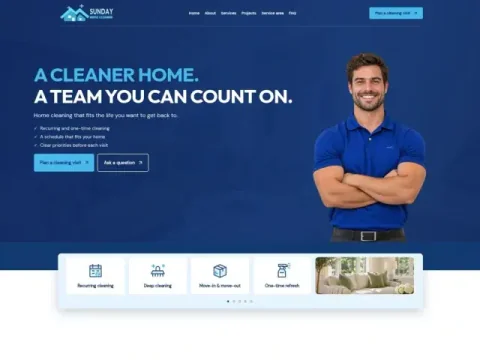 SUNDAY
Home About Services Projects Service area FAQ
Plan a cleaning visit
A CLEANER HOME.
A TEAM YOU CAN COUNT ON.
Home cleaning that fits the life you want to get back to.
Recurring and one-time cleaning
A schedule that fits your home
Clear priorities before each visit
Plan a cleaning visit
Ask a question
Recurring cleaning
Deep cleaning
Move-in & move-out
One-time refresh